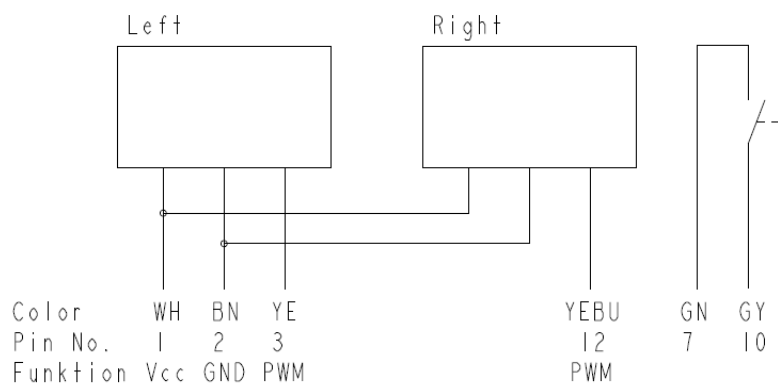 Left Right
Color WH BN YE YEBU GN GY
Pin No. 1 2 3 12 7 10
Funktion Vcc GND PWM PWM